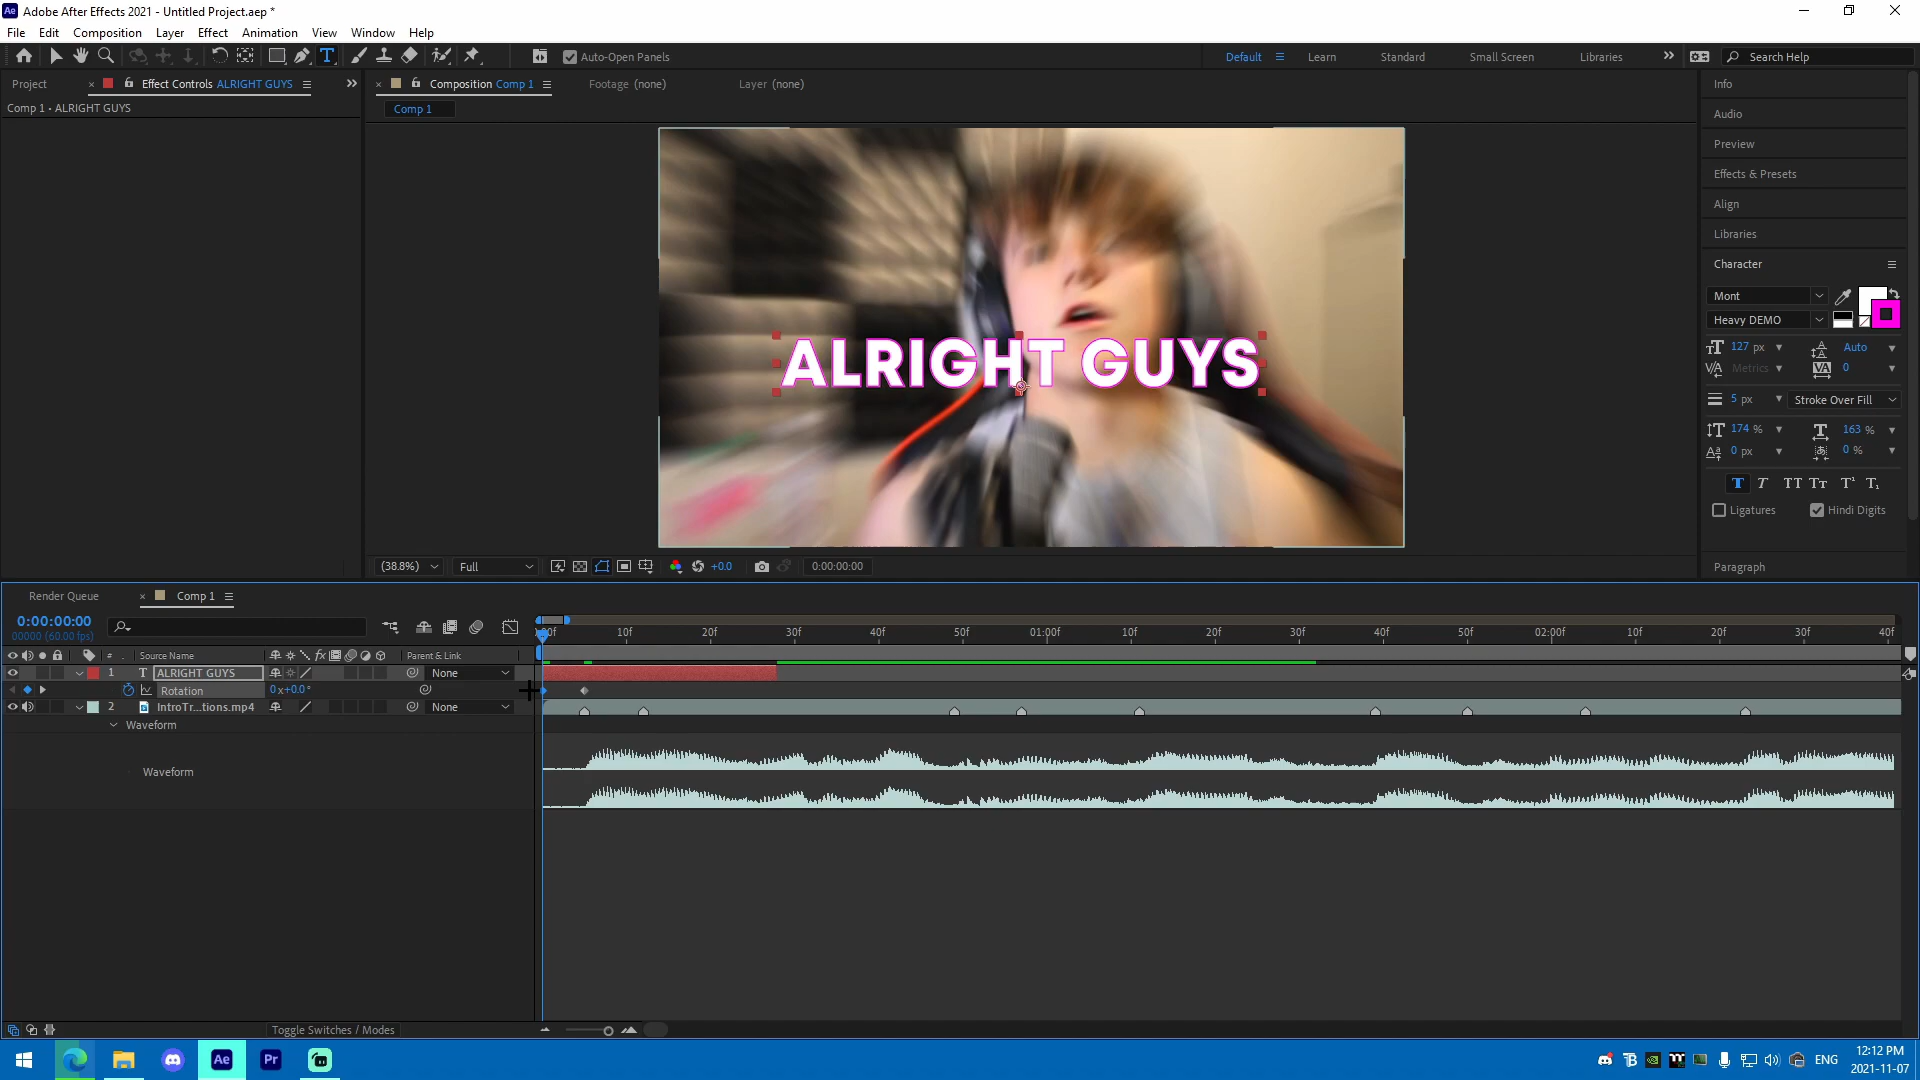 Adobe After Effects 2021 - Untitled Project.aep *
File Edit Composition Layer Effect Animation View Window Help
Auto-Open Panels
Default Learn Standard Small Screen Libraries
Search Help
Project
Effect Controls ALRIGHT GUYS
Composition Comp 1
Footage (none)
Layer (none)
Comp 1 • ALRIGHT GUYS
Comp 1
ALRIGHT GUYS
(38.8%)
Full
+0.0
0:00:00:00
Info
Audio
Preview
Effects & Presets
Align
Libraries
Character
Mont
Heavy DEMO
127 px
Auto
Metrics
0
5 px
Stroke Over Fill
174 %
163 %
0 px
0 %
Ligatures
Hindi Digits
Paragraph
Render Queue
Comp 1
0:00:00:00
00000 (60.00 fps)
:00f 10f 20f 30f 40f 50f 01:00f 10f 20f 30f 40f 50f 02:00f 10f 20f 30f 40f
# Source Name
fx
Parent & Link
1 T ALRIGHT GUYS None
Rotation 0x+0.0°
2 IntroTr...tions.mp4 None
Waveform
Waveform
Toggle Switches / Modes
Ae
Pr
ENG
12:12 PM
2021-11-07